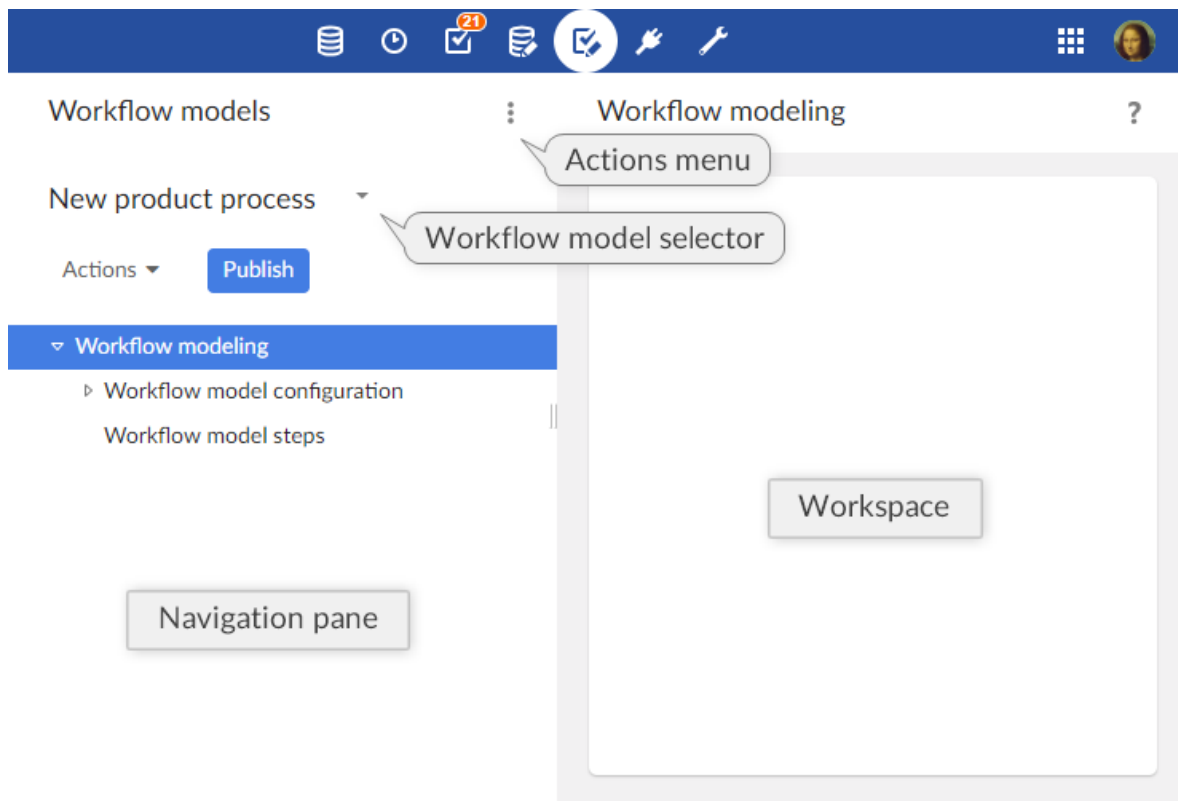 21
Workflow models
Workflow modeling
?
Actions menu
New product process
Workflow model selector
Actions
Publish
Workflow modeling
Workflow model configuration
Workflow model steps
Workspace
Navigation pane